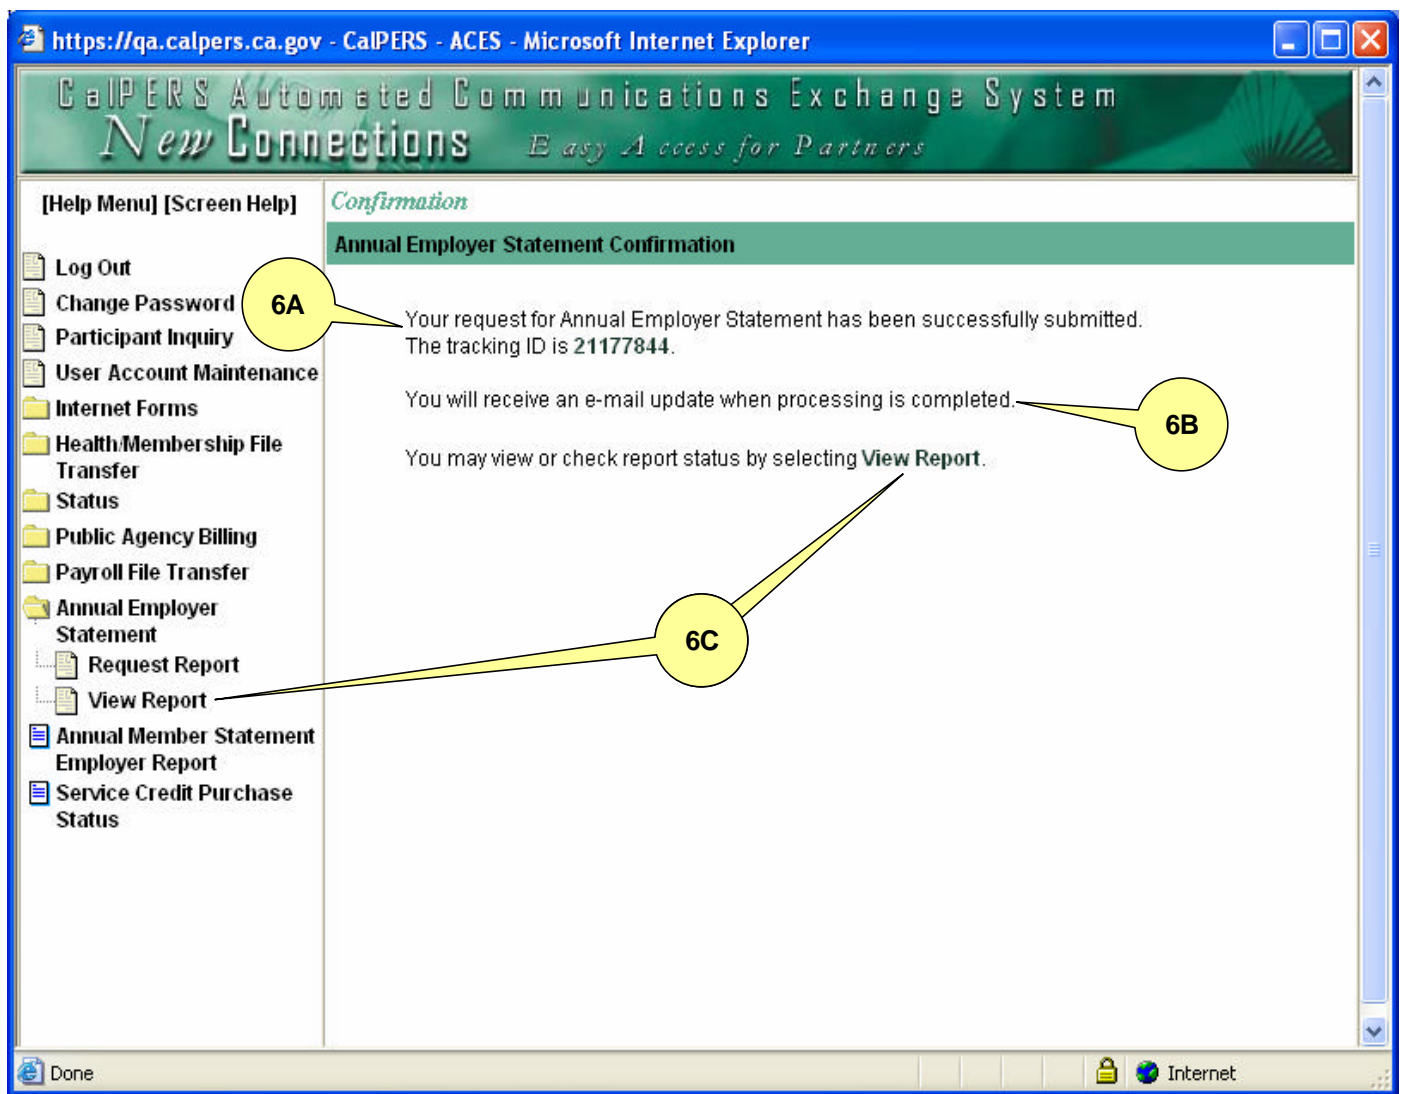 https://qa.calpers.ca.gov - CalPERS - ACES - Microsoft Internet Explorer
CalPERS Automated Communications Exchange System
New Connections Easy Access for Partners
[Help Menu] [Screen Help]
Confirmation
Annual Employer Statement Confirmation
Log Out
Change Password
Participant Inquiry
User Account Maintenance
Internet Forms
Health/Membership File
Transfer
Status
Public Agency Billing
Payroll File Transfer
Annual Employer
Statement
Request Report
View Report
Annual Member Statement
Employer Report
Service Credit Purchase
Status
6A
Your request for Annual Employer Statement has been successfully submitted.
The tracking ID is 21177844.
You will receive an e-mail update when processing is completed.
6B
You may view or check report status by selecting View Report.
6C
Done
Internet